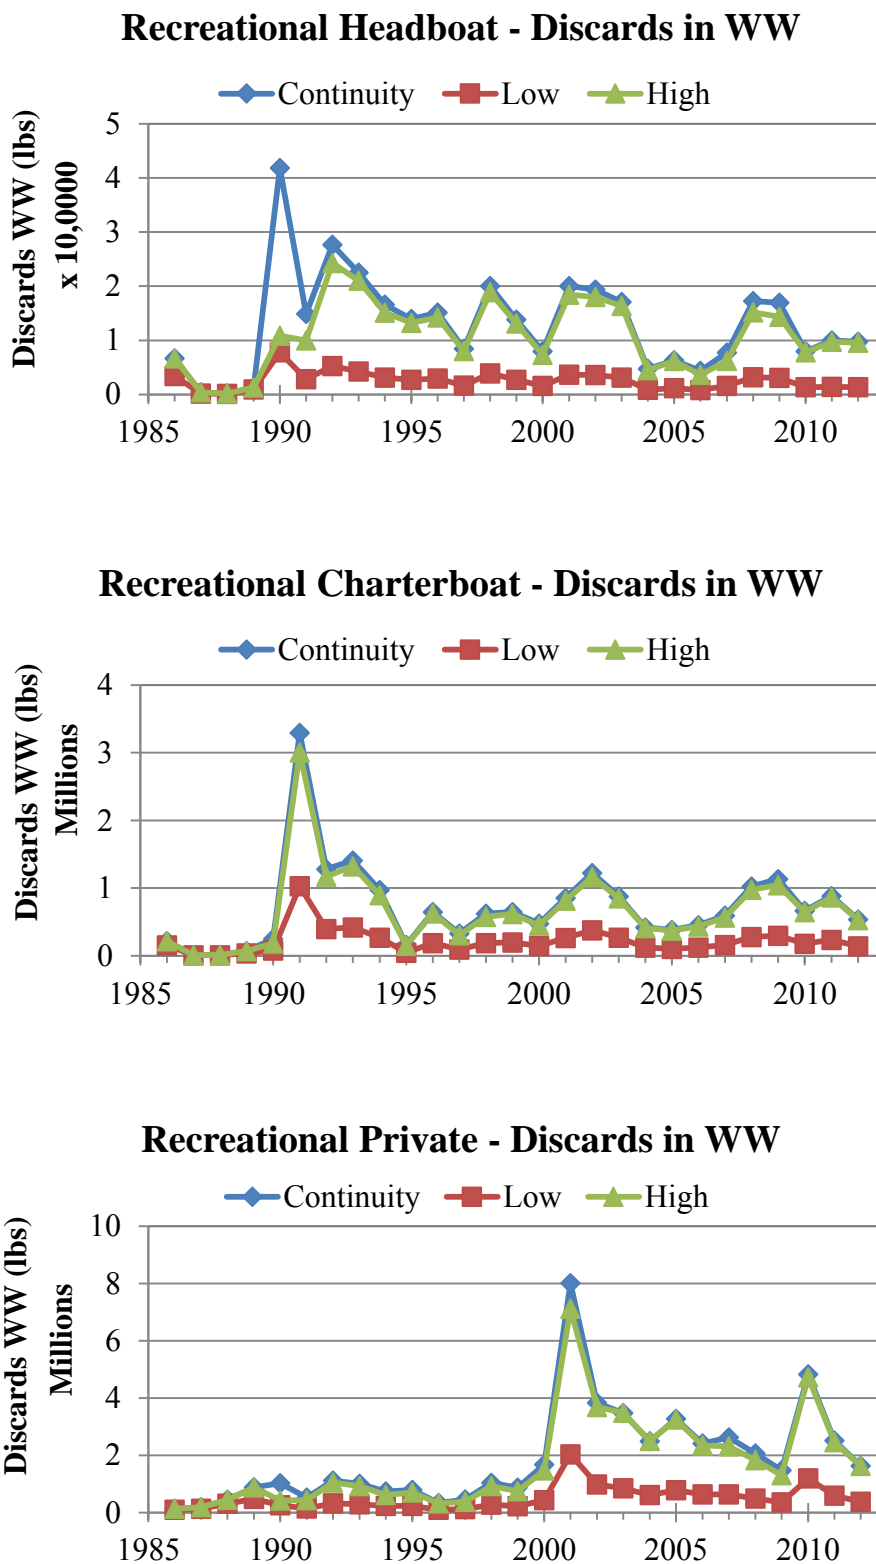 Recreational Headboat - Discards in WW
Continuity Low High
Discards WW (lbs)
x 10,0000
5
4
3
2
1
0
1985 1990 1995 2000 2005 2010
Recreational Charterboat - Discards in WW
Continuity Low High
Discards WW (lbs)
Millions
4
3
2
1
0
1985 1990 1995 2000 2005 2010
Recreational Private - Discards in WW
Continuity Low High
Discards WW (lbs)
Millions
10
8
6
4
2
0
1985 1990 1995 2000 2005 2010